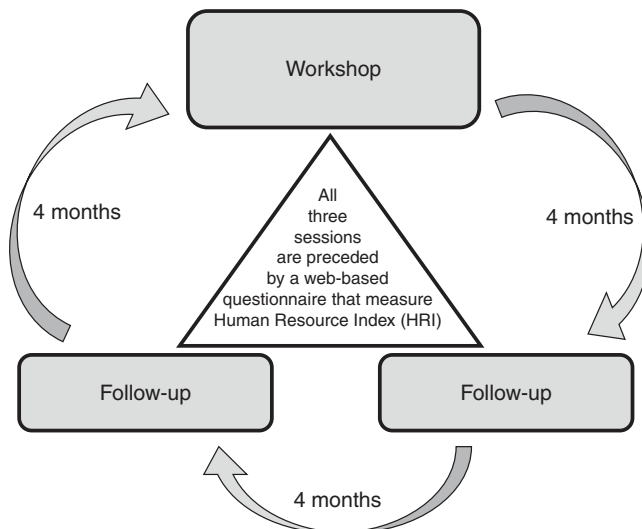 Workshop
4 months
4 months
All
three
sessions
are preceded
by a web-based
questionnaire that measure
Human Resource Index (HRI)
Follow-up
Follow-up
4 months